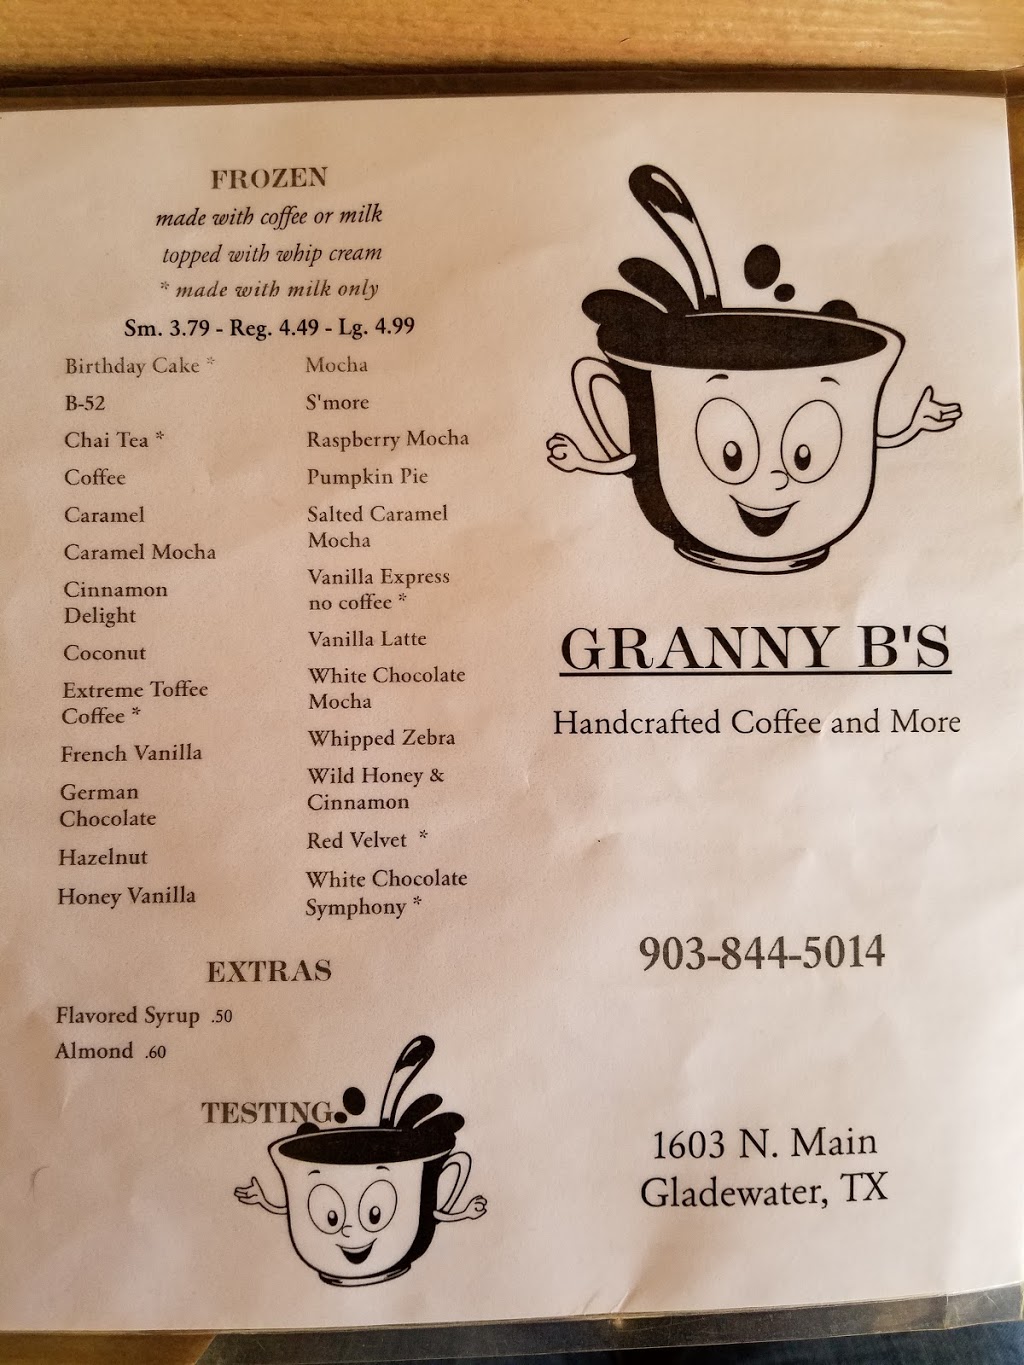 FROZEN
made with coffee or milk
topped with whip cream
* made with milk only
Sm. 3.79 - Reg. 4.49 - Lg. 4.99
Birthday Cake *
B-52
Chai Tea *
Coffee
Caramel
Caramel Mocha
Cinnamon
Delight
Coconut
Extreme Toffee
Coffee *
French Vanilla
German
Chocolate
Hazelnut
Honey Vanilla
Mocha
S'more
Raspberry Mocha
Pumpkin Pie
Salted Caramel
Mocha
Vanilla Express
no coffee *
Vanilla Latte
White Chocolate
Mocha
Whipped Zebra
Wild Honey &
Cinnamon
Red Velvet *
White Chocolate
Symphony *
EXTRAS
Flavored Syrup .50
Almond .60
TESTING
GRANNY B'S
Handcrafted Coffee and More
903-844-5014
1603 N. Main
Gladewater, TX